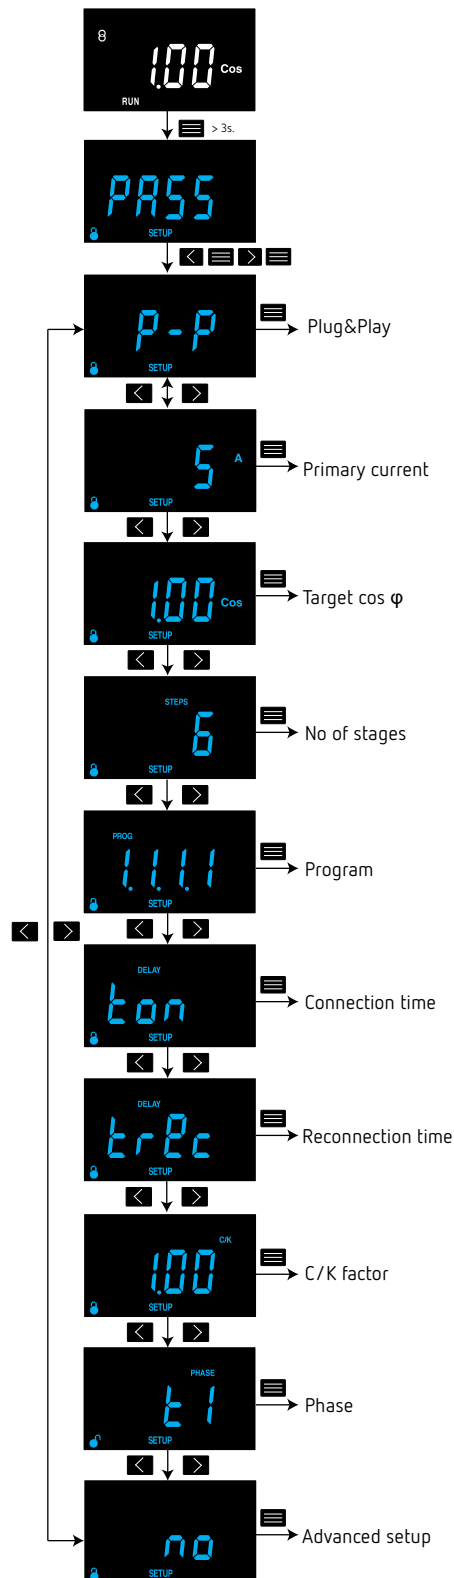 1.00 Cos
RUN
> 3s.
PASS
SETUP
P-P
SETUP
Plug&Play
5 A
SETUP
Primary current
1.00 Cos
SETUP
Target cos φ
STEPS
6
SETUP
No of stages
PROG
1.1.1.1
SETUP
Program
DELAY
ton
SETUP
Connection time
DELAY
trEc
SETUP
Reconnection time
C/K
1.00
SETUP
C/K factor
PHASE
t1
SETUP
Phase
no
SETUP
Advanced setup